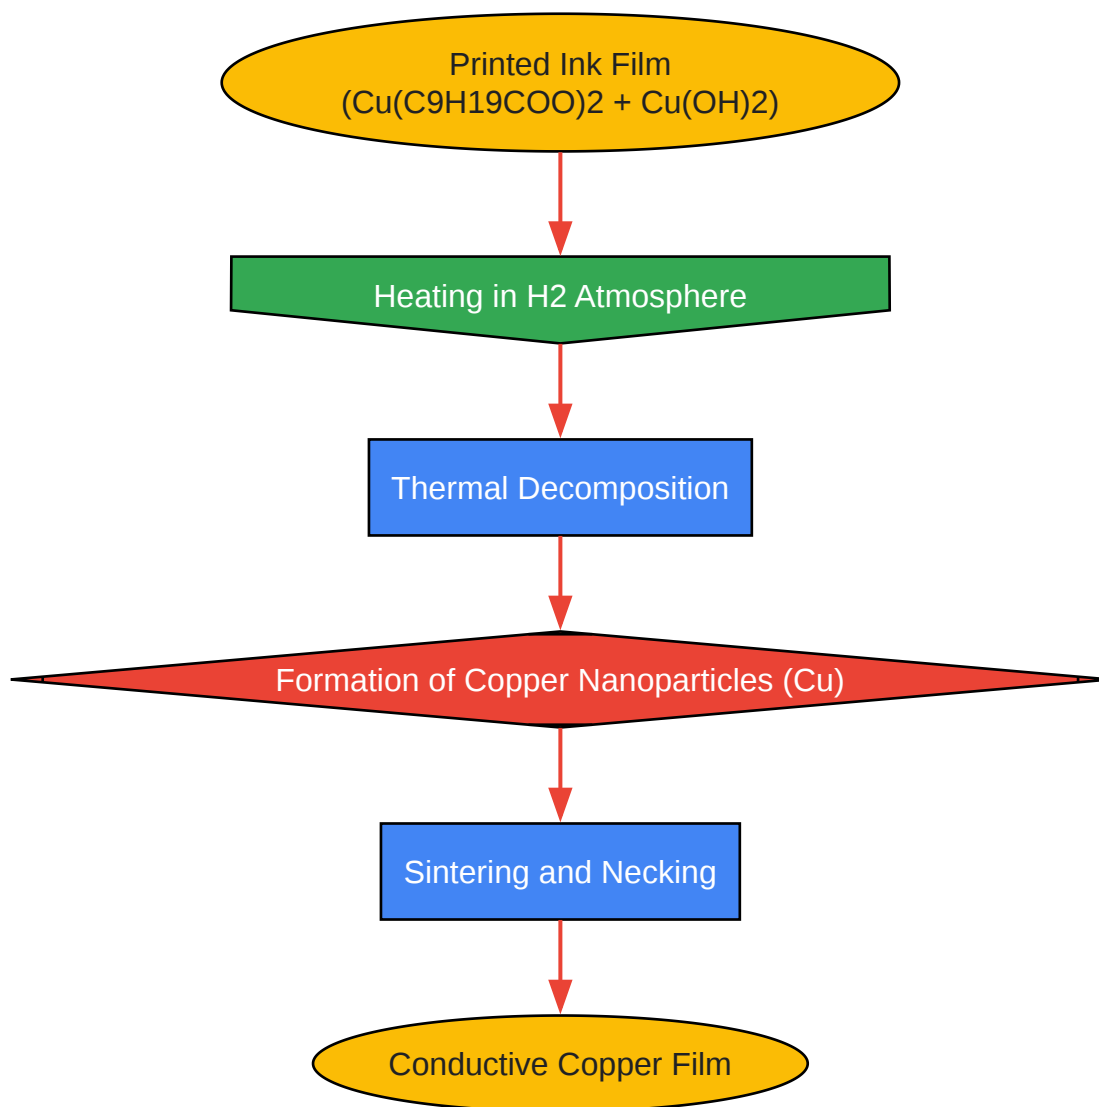 Printed Ink Film
(Cu(C9H19COO)2 + Cu(OH)2)
Heating in H2 Atmosphere
Thermal Decomposition
Formation of Copper Nanoparticles (Cu)
Sintering and Necking
Conductive Copper Film